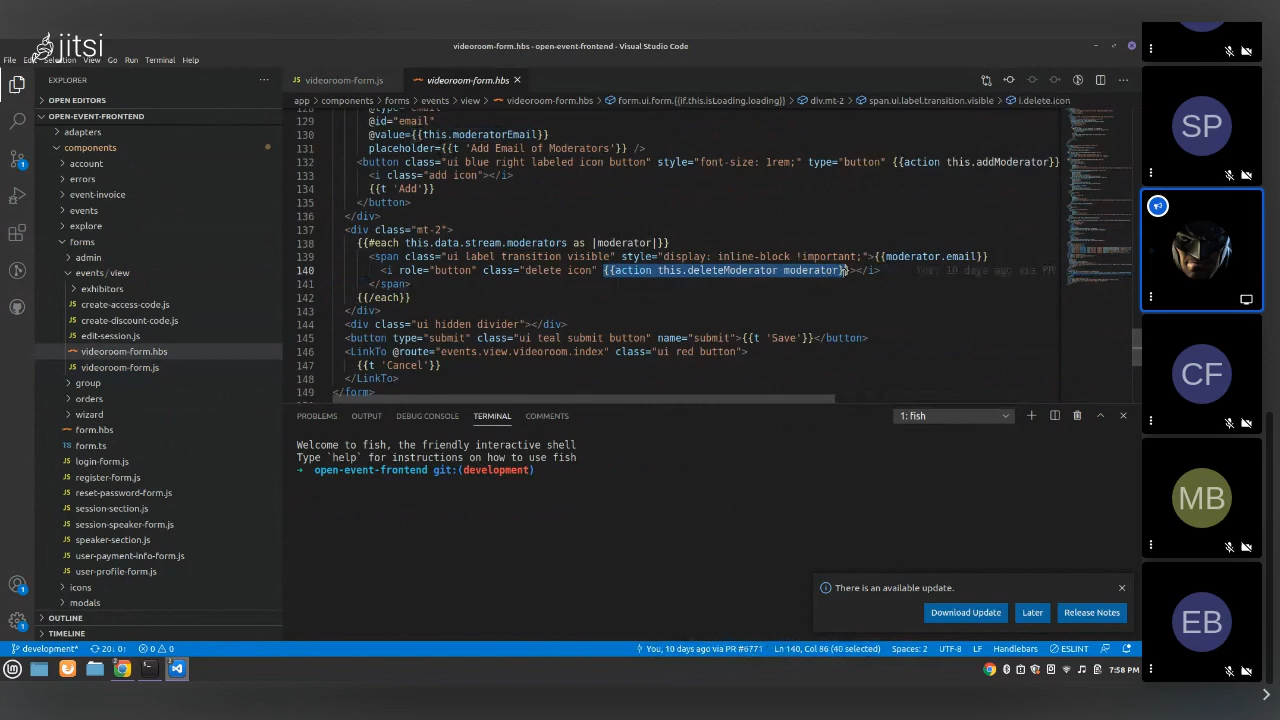 jitsi
videoroom-form.hbs - open-event-frontend - Visual Studio Code
File Edit Selection View Go Run Terminal Help
EXPLORER
OPEN EDITORS
OPEN-EVENT-FRONTEND
adapters
components
account
errors
event-invoice
events
explore
forms
admin
events/view
exhibitors
create-access-code.js
create-discount-code.js
edit-session.js
videoroom-form.hbs
videoroom-form.js
group
orders
wizard
form.hbs
form.ts
login-form.js
register-form.js
reset-password-form.js
session-section.js
session-speaker-form.js
speaker-section.js
user-payment-info-form.js
user-profile-form.js
icons
modals
OUTLINE
TIMELINE
videoroom-form.js videoroom-form.hbs
app > components > forms > events > view > videoroom-form.hbs > form.ui.form.{{if.this.isLoading.loading}} > div.mt-2 > span.ui.label.transition.visible > i.delete.icon
129 @id="email"
130 @value={{this.moderatorEmail}}
131 placeholder={{t 'Add Email of Moderators'}} />
132 <button class="ui blue right labeled icon button" style="font-size: 1rem;" type="button" {{action this.addModerator}}
133 <i class="add icon"></i>
134 {{t 'Add'}}
135 </button>
136 </div>
137 <div class="mt-2">
138 {{#each this.data.stream.moderators as |moderator|}}
139 <span class="ui label transition visible" style="display: inline-block !important;">{{moderator.email}}
140 <i role="button" class="delete icon" {{action this.deleteModerator moderator}}></i> You, 10 days ago via PR
141 </span>
142 {{/each}}
143 </div>
144 <div class="ui hidden divider"></div>
145 <button type="submit" class="ui teal submit button" name="submit">{{t 'Save'}}</button>
146 <LinkTo @route="events.view.videoroom.index" class="ui red button">
147 {{t 'Cancel'}}
148 </LinkTo>
149 </form>
PROBLEMS OUTPUT DEBUG CONSOLE TERMINAL COMMENTS
1: fish
Welcome to fish, the friendly interactive shell
Type `help` for instructions on how to use fish
➜ open-event-frontend git:(development)
There is an available update.
Download Update Later Release Notes
development* 20↓ 0↑ 0 0
You, 10 days ago via PR #6771 Ln 140, Col 86 (40 selected) Spaces: 2 UTF-8 LF Handlebars ESLINT
7:58 PM
SP
CF
MB
EB